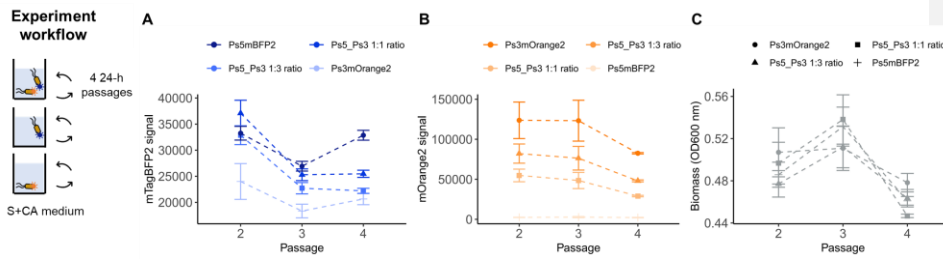 Experiment
workflow
4 24-h
passages
S+CA medium
A
Ps5mBFP2
Ps5_Ps3 1:1 ratio
Ps5_Ps3 1:3 ratio
Ps3mOrange2
mTagBFP2 signal
40000
35000
30000
25000
20000
2
3
4
Passage
B
Ps3mOrange2
Ps5_Ps3 1:3 ratio
Ps5_Ps3 1:1 ratio
Ps5mBFP2
mOrange2 signal
150000
100000
50000
0
2
3
4
Passage
C
Ps3mOrange2
Ps5_Ps3 1:1 ratio
Ps5_Ps3 1:3 ratio
Ps5mBFP2
Biomass (OD600 nm)
0.56
0.52
0.48
0.44
2
3
4
Passage